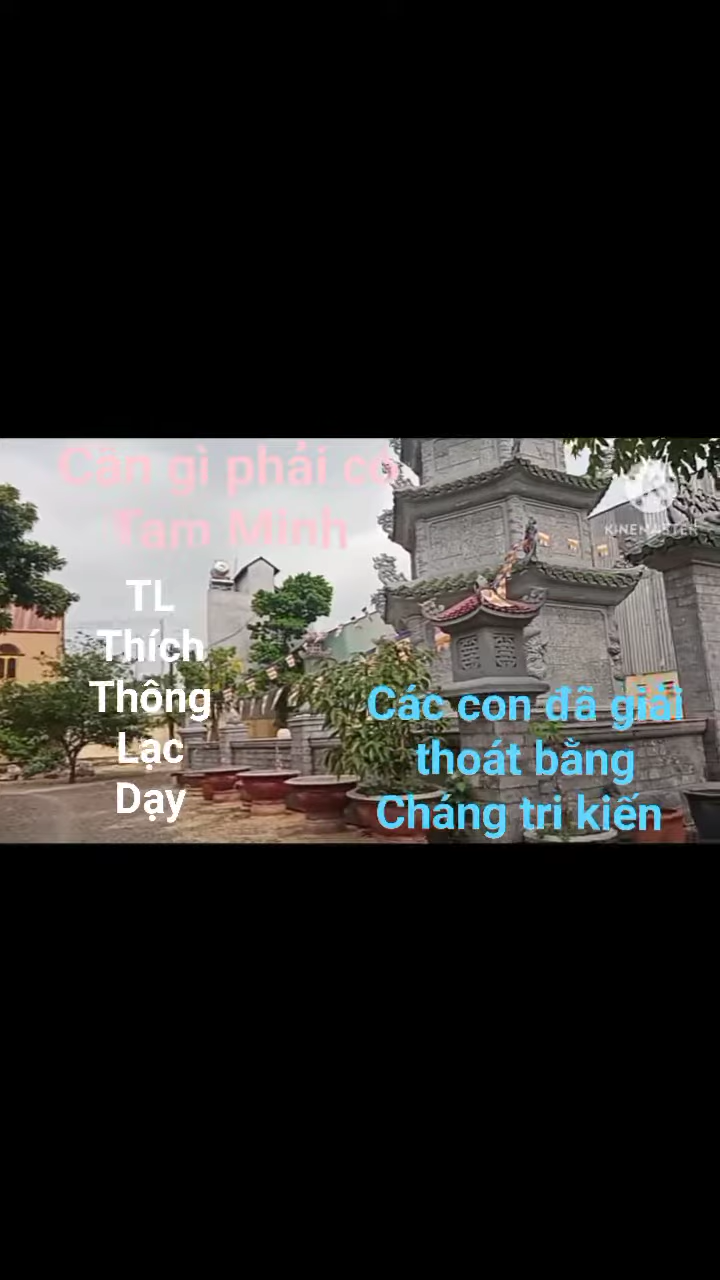 Cần gì phải có
Tam Minh
KINEMASTER
TL
Thích
Thông
Lạc
Dạy
Các con đã giải
thoát bằng
Cháng tri kiến